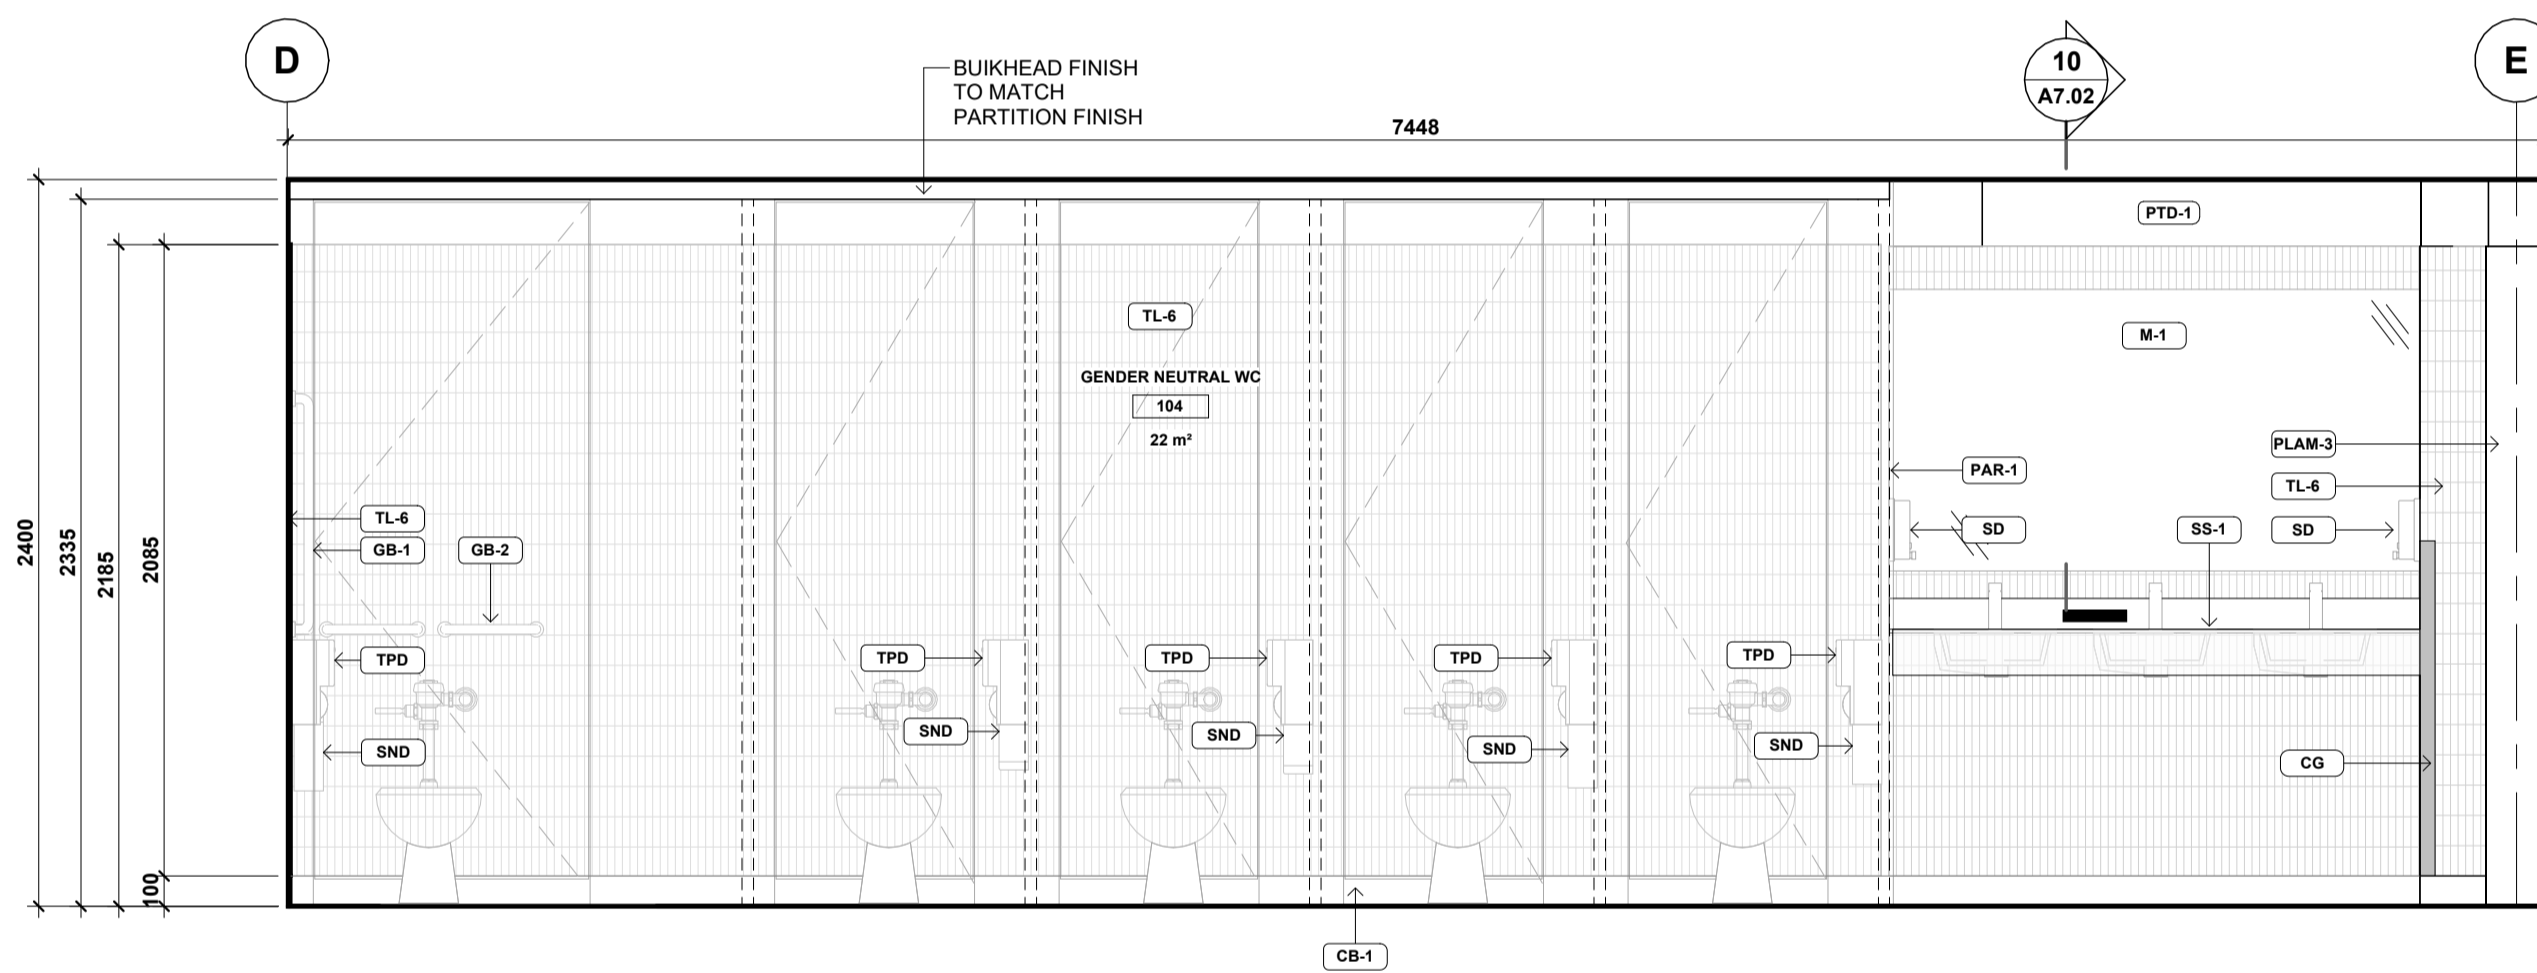 D
BUIKHEAD FINISH
TO MATCH
PARTITION FINISH
7448
10
A7.02
E
PTD-1
TL-6
M-1
GENDER NEUTRAL WC
104
22 m²
PLAM-3
PAR-1
TL-6
TL-6
SD
SS-1
SD
GB-1
GB-2
2400
2335
2185
2085
100
TPD
TPD
TPD
TPD
TPD
SND
SND
SND
SND
SND
CG
CB-1